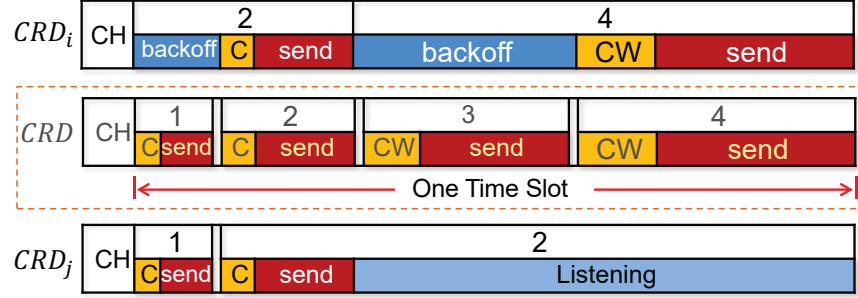 2 4
CRDi CH
backoff C send backoff CW send
1 2 3 4
CRD CH
C send C send CW send CW send
One Time Slot
1 2
CRDj CH
C send C send Listening